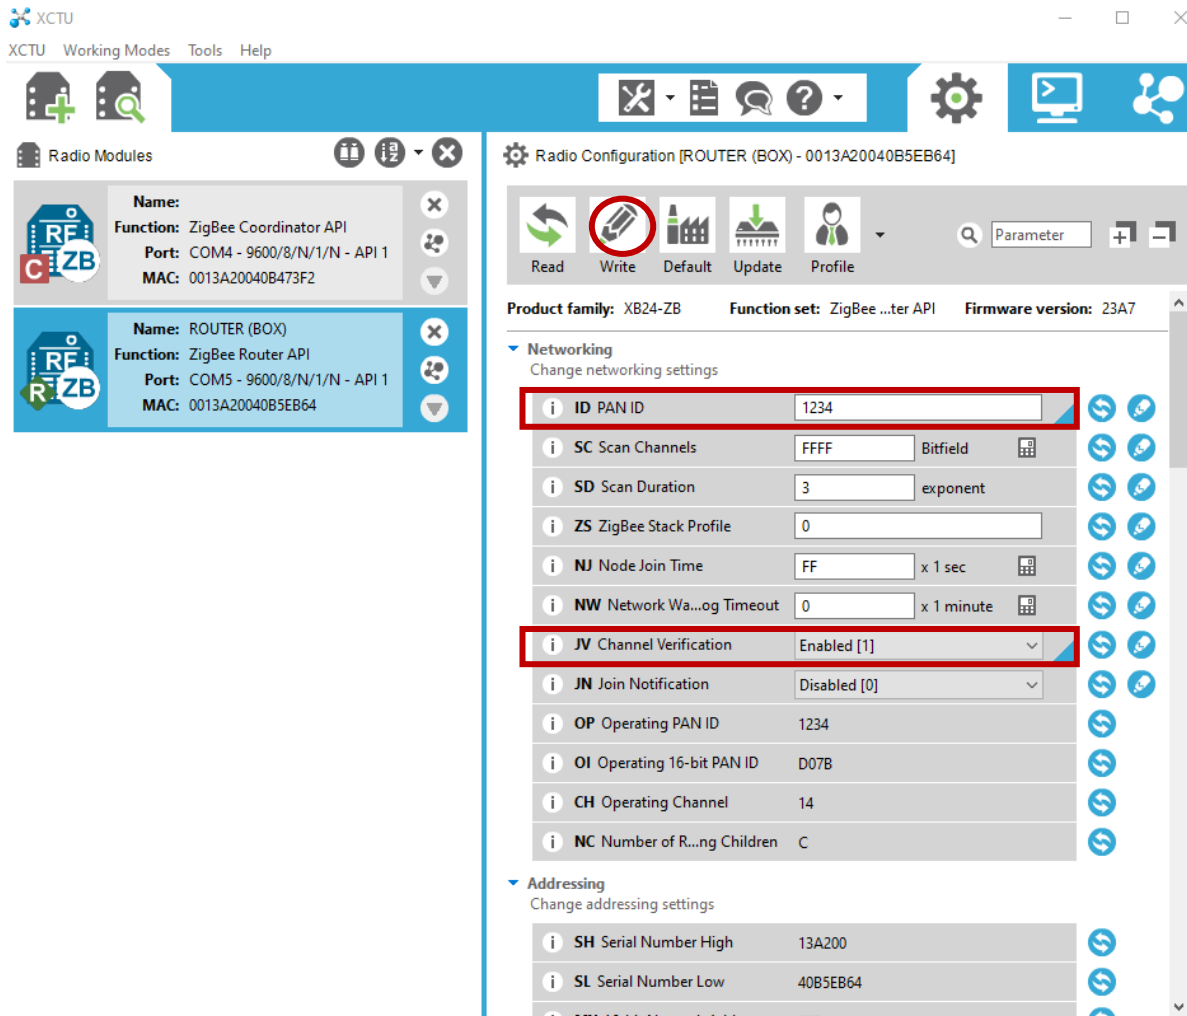 XCTU
XCTU Working Modes Tools Help
Radio Modules
Name:
Function: ZigBee Coordinator API
Port: COM4 - 9600/8/N/1/N - API 1
MAC: 0013A20040B473F2
Name: ROUTER (BOX)
Function: ZigBee Router API
Port: COM5 - 9600/8/N/1/N - API 1
MAC: 0013A20040B5EB64
Radio Configuration [ROUTER (BOX) - 0013A20040B5EB64]
Read Write Default Update Profile
Parameter
Product family: XB24-ZB Function set: ZigBee ...ter API Firmware version: 23A7
Networking
Change networking settings
i ID PAN ID 1234
i SC Scan Channels FFFF Bitfield
i SD Scan Duration 3 exponent
i ZS ZigBee Stack Profile 0
i NJ Node Join Time FF x 1 sec
i NW Network Wa...og Timeout 0 x 1 minute
i JV Channel Verification Enabled [1]
i JN Join Notification Disabled [0]
i OP Operating PAN ID 1234
i OI Operating 16-bit PAN ID D07B
i CH Operating Channel 14
i NC Number of R...ng Children C
Addressing
Change addressing settings
i SH Serial Number High 13A200
i SL Serial Number Low 40B5EB64